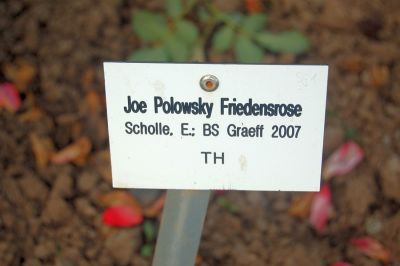 Joe Polowsky Friedensrose
Scholle, E.; BS Graeff 2007
TH